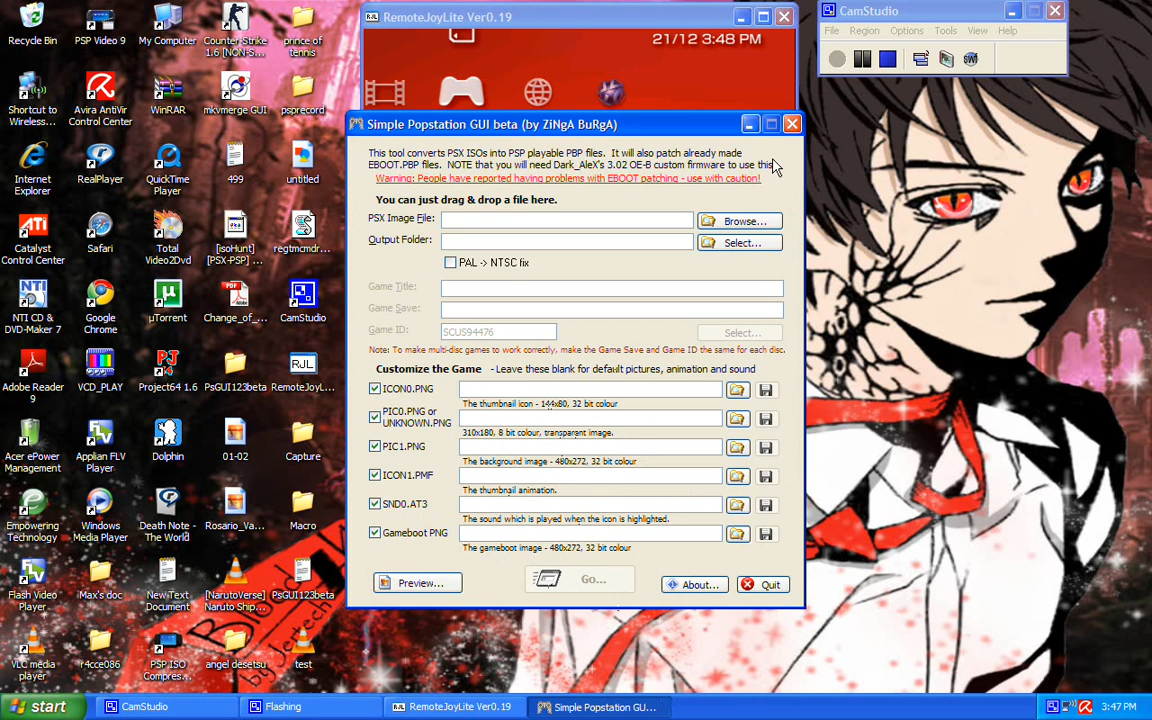 Recycle Bin
PSP Video 9
My Computer
Counter-Strike
1.6 [NON-S...
prince of
tennis
Shortcut to
Wireless...
Avira AntiVir
Control Center
WinRAR
mkvmerge GUI
psprecord
Internet
Explorer
RealPlayer
QuickTime
Player
499
untitled
Catalyst
Control Center
Safari
Total
Video2Dvd
[isoHunt]
[PSX-PSP] ...
regtmcmdr...
NTI CD &
DVD-Maker 7
Google
Chrome
µTorrent
Change_of_...
CamStudio
Adobe Reader
9
VCD_PLAY
Project64 1.6
PsGUI123beta
RemoteJoyL...
Acer ePower
Management
Applian FLV
Player
Dolphin
01-02
Capture
Empowering
Technology
Windows
Media Player
Death Note -
The World
Rosario_Va...
Macro
Flash Video
Player
Max's doc
New Text
Document
[NarutoVerse]
Naruto Ship...
PsGUI123beta
VLC media
player
r4cce086
PSP ISO
Compres...
angel desetsu
test
RJL RemoteJoyLite Ver0.19
21/12 3:48 PM
CamStudio
File Region Options Tools View Help
SWF
Simple Popstation GUI beta (by ZiNgA BuRgA)
This tool converts PSX ISOs into PSP playable PBP files. It will also patch already made
EBOOT.PBP files. NOTE that you will need Dark_AleX's 3.02 OE-B custom firmware to use this
Warning: People have reported having problems with EBOOT patching - use with caution!
You can just drag & drop a file here.
PSX Image File: Browse...
Output Folder: Select...
PAL -> NTSC fix
Game Title:
Game Save:
Game ID: SCUS94476 Select...
Note: To make multi-disc games to work correctly, make the Game Save and Game ID the same for each disc.
Customize the Game - Leave these blank for default pictures, animation and sound
ICON0.PNG
The thumbnail icon - 144x80, 32 bit colour
PIC0.PNG or
UNKNOWN.PNG
310x180, 8 bit colour, transparent image.
PIC1.PNG
The background image - 480x272, 32 bit colour
ICON1.PMF
The thumbnail animation.
SND0.AT3
The sound which is played when the icon is highlighted.
Gameboot PNG
The gameboot image - 480x272, 32 bit colour
Preview... Go... About... Quit
start CamStudio Flashing RJL RemoteJoyLite Ver0.19 Simple Popstation GU... 3:47 PM